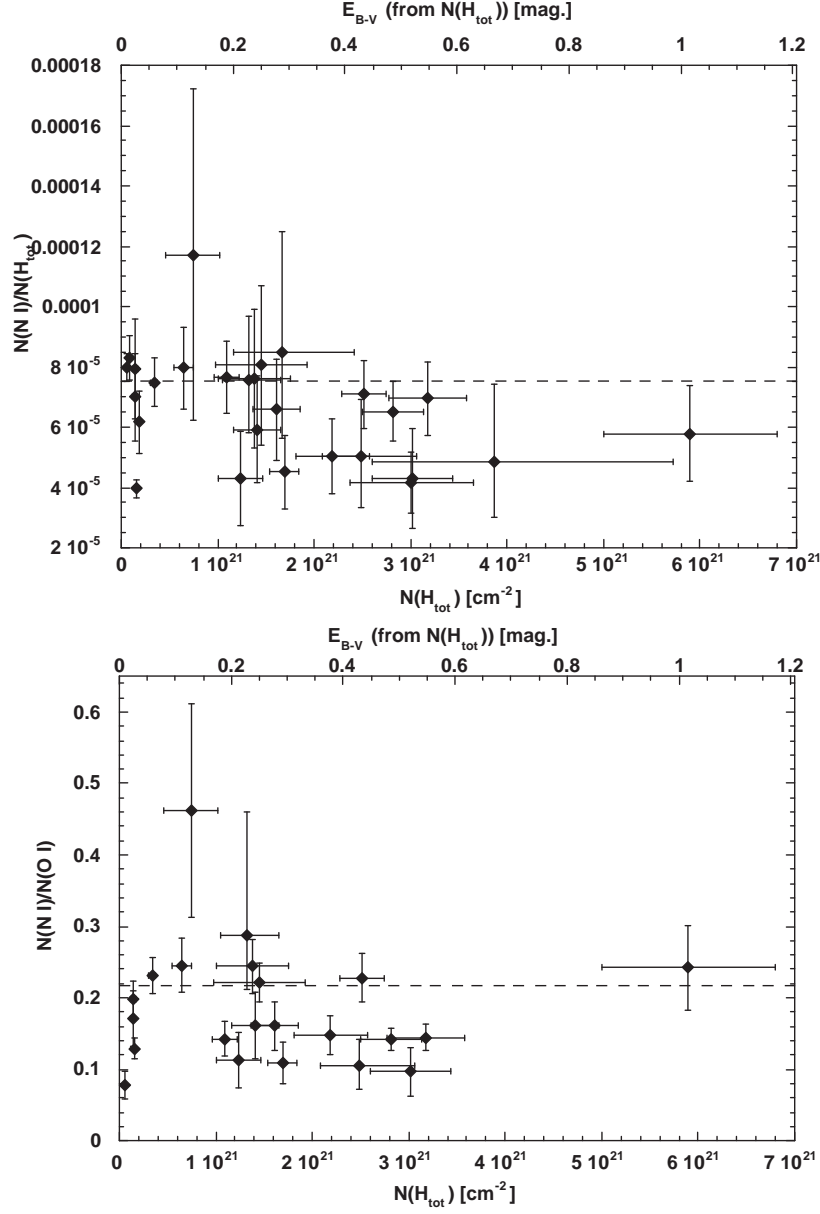 E_B-V (from N(H_tot)) [mag.]
0 0.2 0.4 0.6 0.8 1 1.2
0.00018
0.00016
0.00014
0.00012
0.0001
8 10^-5
6 10^-5
4 10^-5
2 10^-5
N(N I)/N(H_tot)
0 1 10^21 2 10^21 3 10^21 4 10^21 5 10^21 6 10^21 7 10^21
N(H_tot) [cm^-2]
E_B-V (from N(H_tot)) [mag.]
0 0.2 0.4 0.6 0.8 1 1.2
0.6
0.5
0.4
0.3
0.2
0.1
0
N(N I)/N(O I)
0 1 10^21 2 10^21 3 10^21 4 10^21 5 10^21 6 10^21 7 10^21
N(H_tot) [cm^-2]